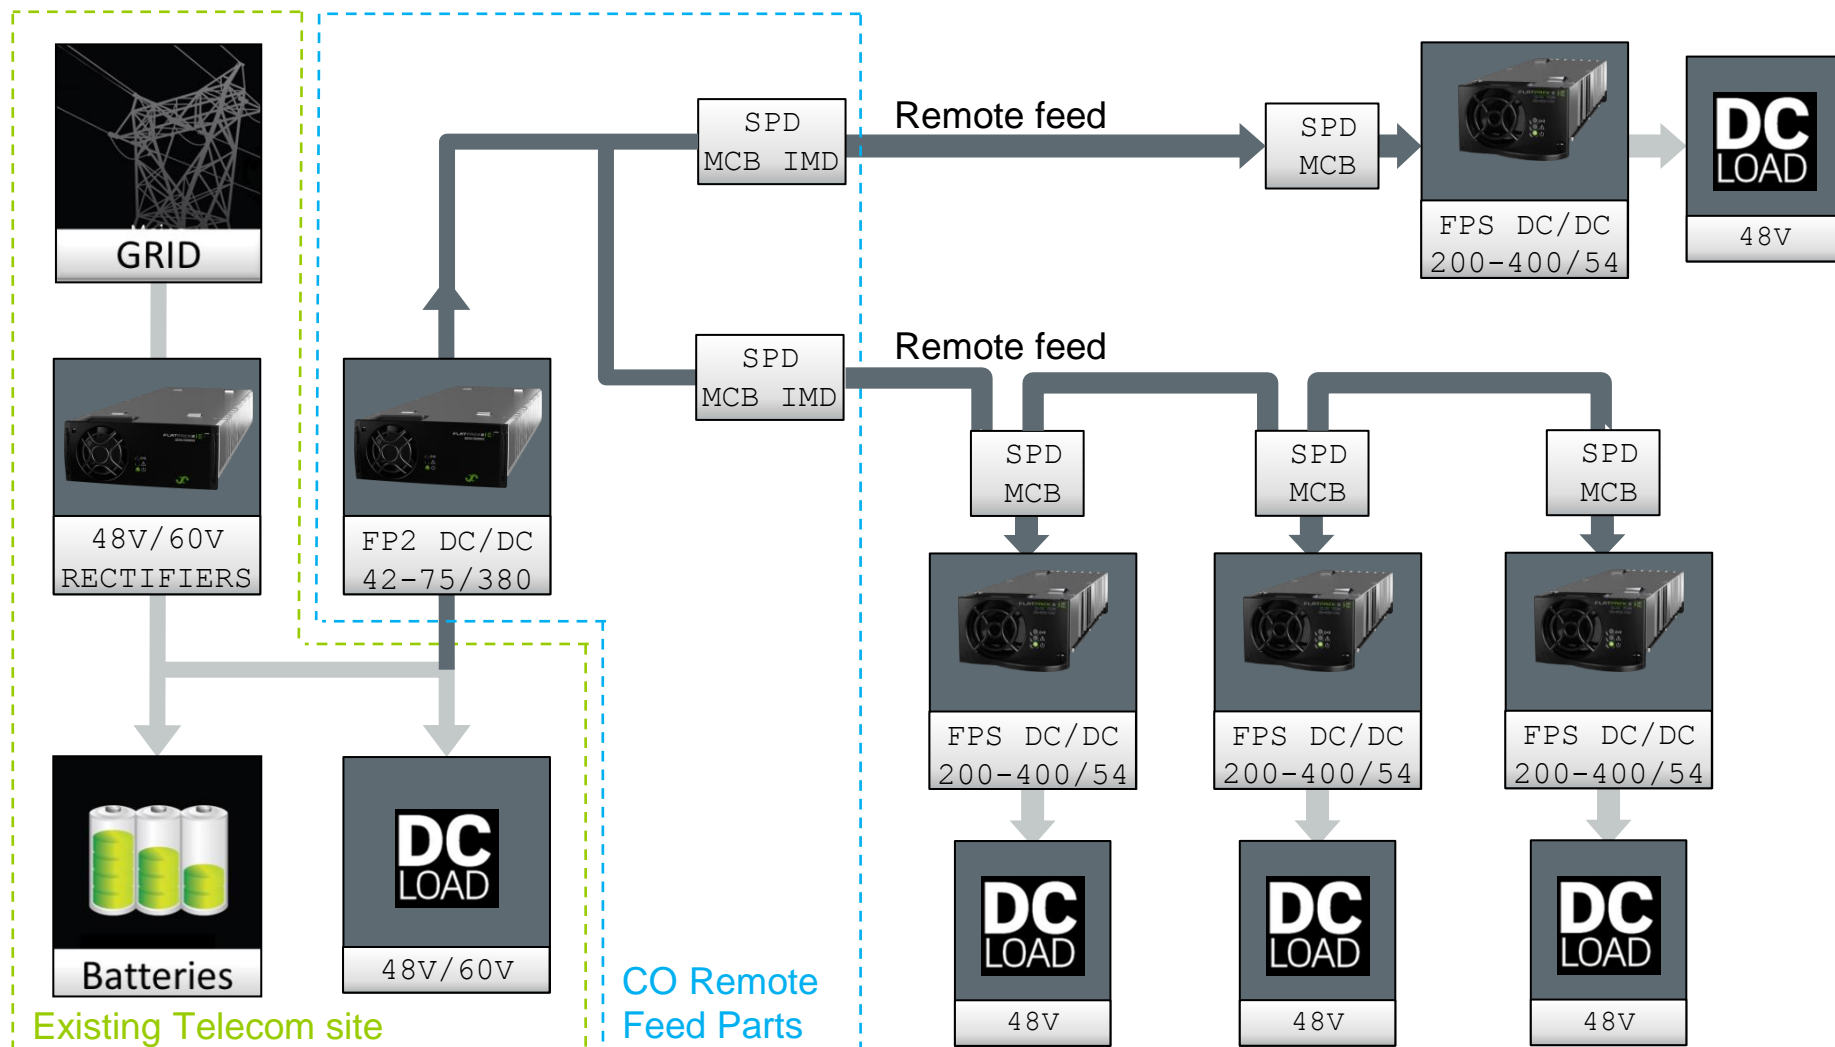 GRID
48V/60V
RECTIFIERS
Batteries
FP2 DC/DC
42-75/380
DC
LOAD
48V/60V
Existing Telecom site
CO Remote
Feed Parts
SPD
MCB IMD
Remote feed
SPD
MCB
FPS DC/DC
200-400/54
DC
LOAD
48V
SPD
MCB IMD
Remote feed
SPD
MCB
SPD
MCB
SPD
MCB
FPS DC/DC
200-400/54
FPS DC/DC
200-400/54
FPS DC/DC
200-400/54
DC
LOAD
48V
DC
LOAD
48V
DC
LOAD
48V